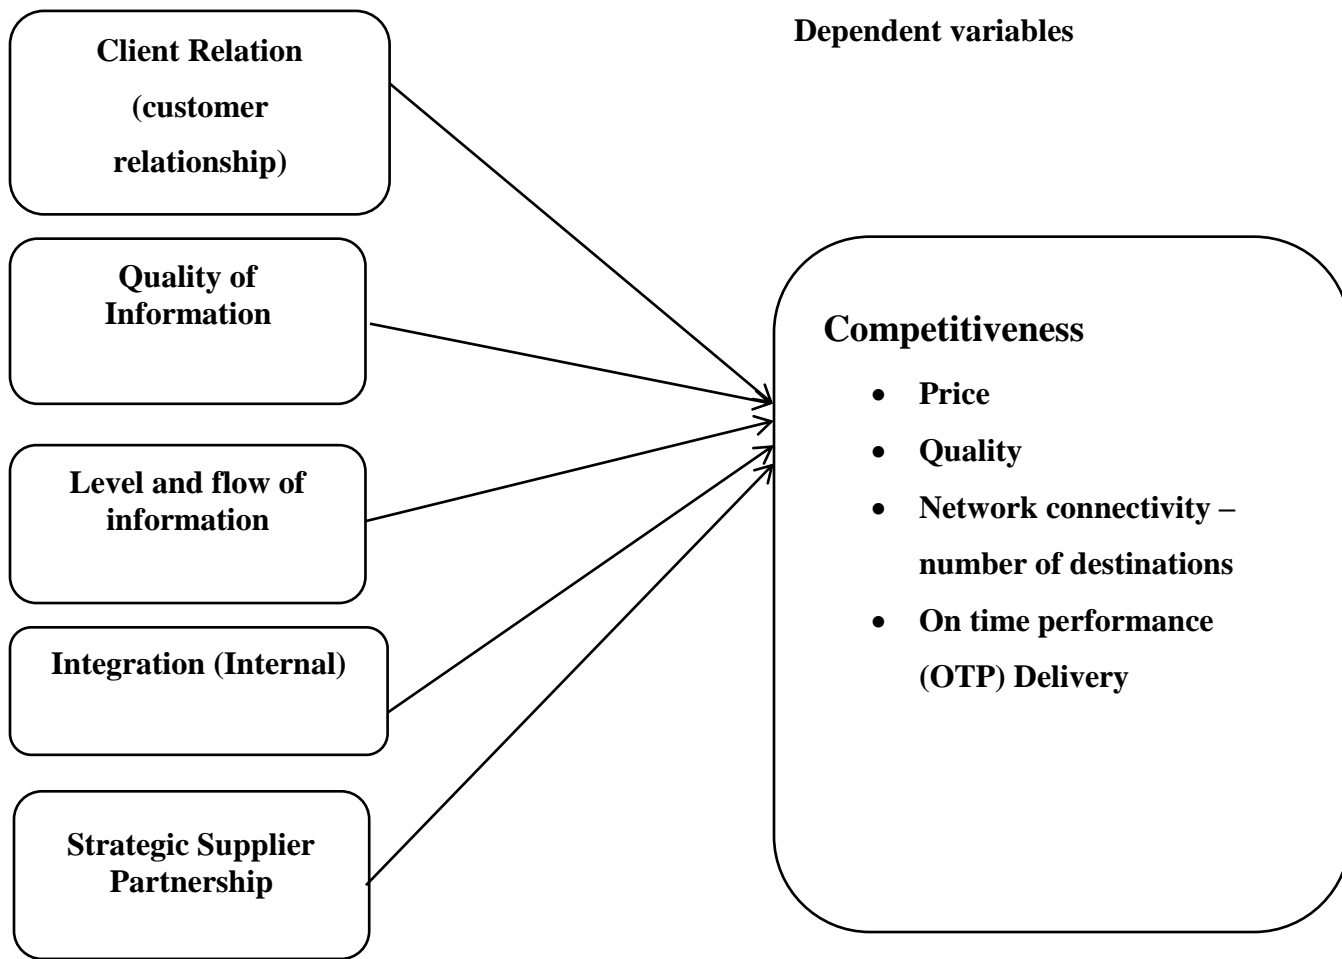 Dependent variables
Client Relation
(customer
relationship)
Quality of
Information
Level and flow of
information
Integration (Internal)
Strategic Supplier
Partnership
Competitiveness
• Price
• Quality
• Network connectivity –
number of destinations
• On time performance
(OTP) Delivery